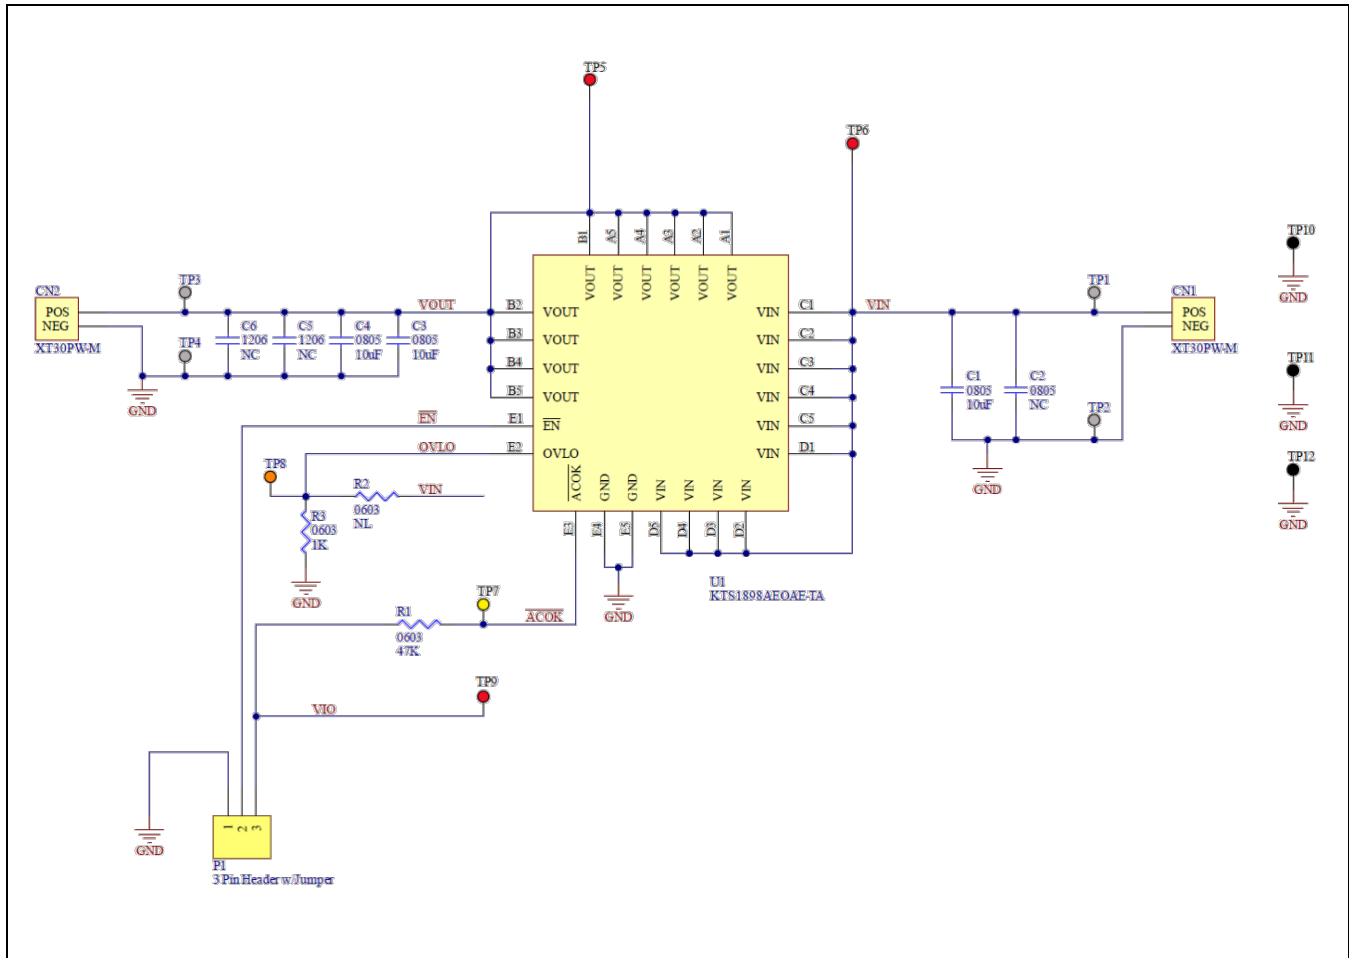 TP5
TP6
TP10
GND
B1
A5
A4
A3
A2
A1
VOUT
VOUT
VOUT
VOUT
VOUT
VOUT
CN2
POS
NEG
XT30PW-M
TP3
TP4
GND
C6
1206
NC
C5
1206
NC
C4
0805
10uF
C3
0805
10uF
VOUT
B2
VOUT
B3
VOUT
B4
VOUT
B5
VOUT
EN
E1
EN
OVLO
E2
OVLO
VIN
C1
VIN
VIN
C2
VIN
C3
VIN
C4
VIN
C5
VIN
D1
C1
0805
10uF
C2
0805
NC
TP1
TP2
GND
CN1
POS
NEG
XT30PW-M
TP11
GND
TP12
GND
TP8
R2
VIN
0603
NL
R3
0603
1K
GND
ACOK
GND
GND
VIN
VIN
VIN
VIN
E3
E4
E5
D5
D4
D3
D2
GND
U1
KTS1898AEOAE-TA
TP7
R1
ACOK
0603
47K
TP9
VIO
GND
1
2
3
P1
3 Pin Header w/Jumper